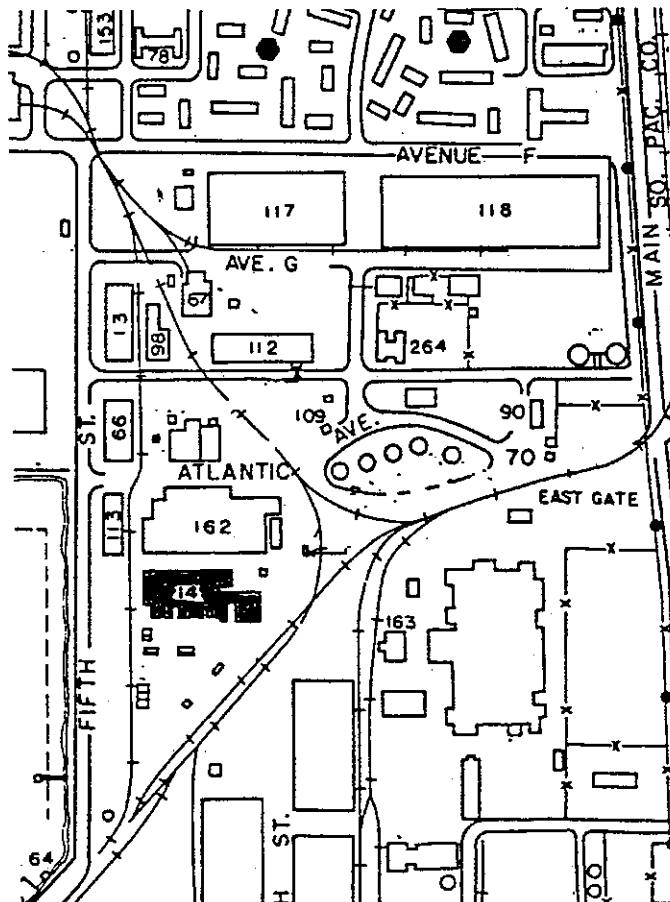 153
78
MAIN SO. PAC. CO.
AVENUE F
117
118
AVE. G
67
13
98
112
264
109
AVE.
90
66
ST.
70
ATLANTIC
EAST GATE
113
162
14
163
FIFTH
ST.
64
H